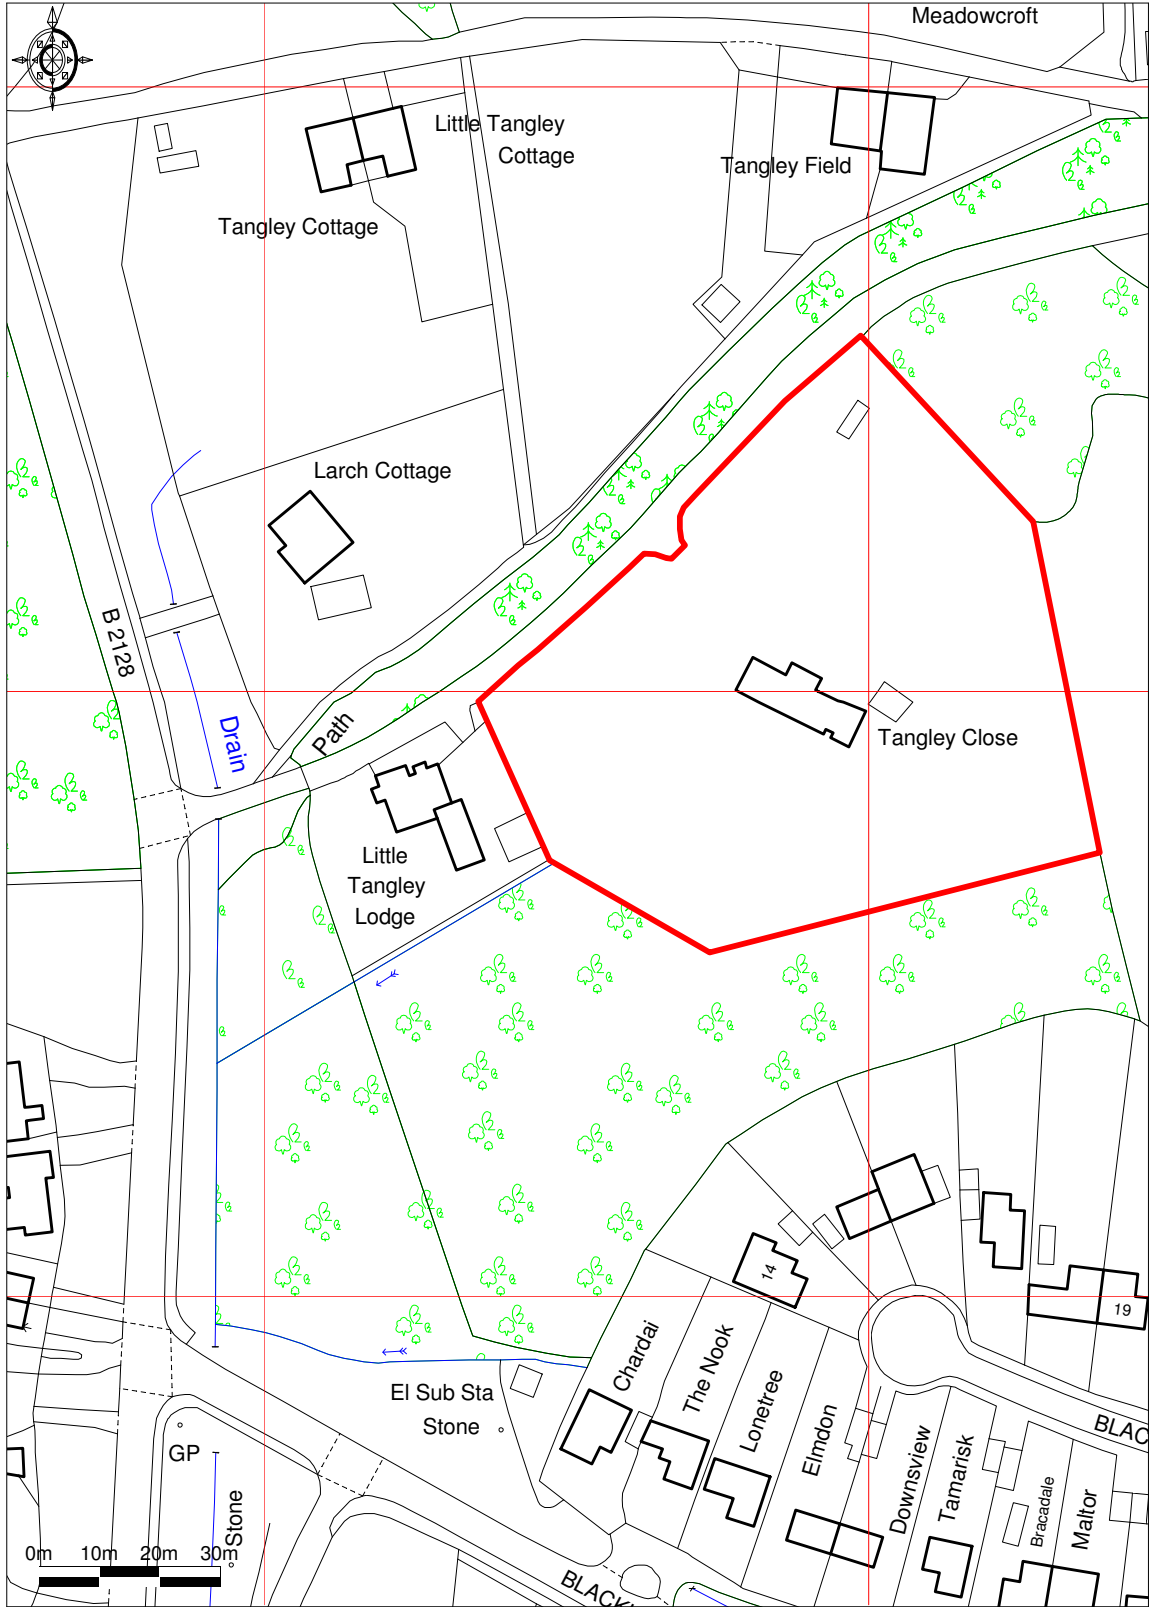 Meadowcroft
Little Tangley
Cottage
Tangley Field
Tangley Cottage
Larch Cottage
B 2128
Drain
Path
Tangley Close
Little
Tangley
Lodge
14
19
Chardai
The Nook
Lonetree
Elmdon
Downsview
Tamarisk
Bracadale
Maltor
BLAC
El Sub Sta
Stone
GP
Stone
0m 10m 20m 30m